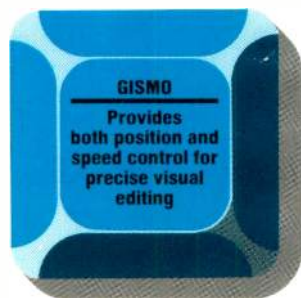 GISMO
Provides
both position and
speed control for
precise visual
editing